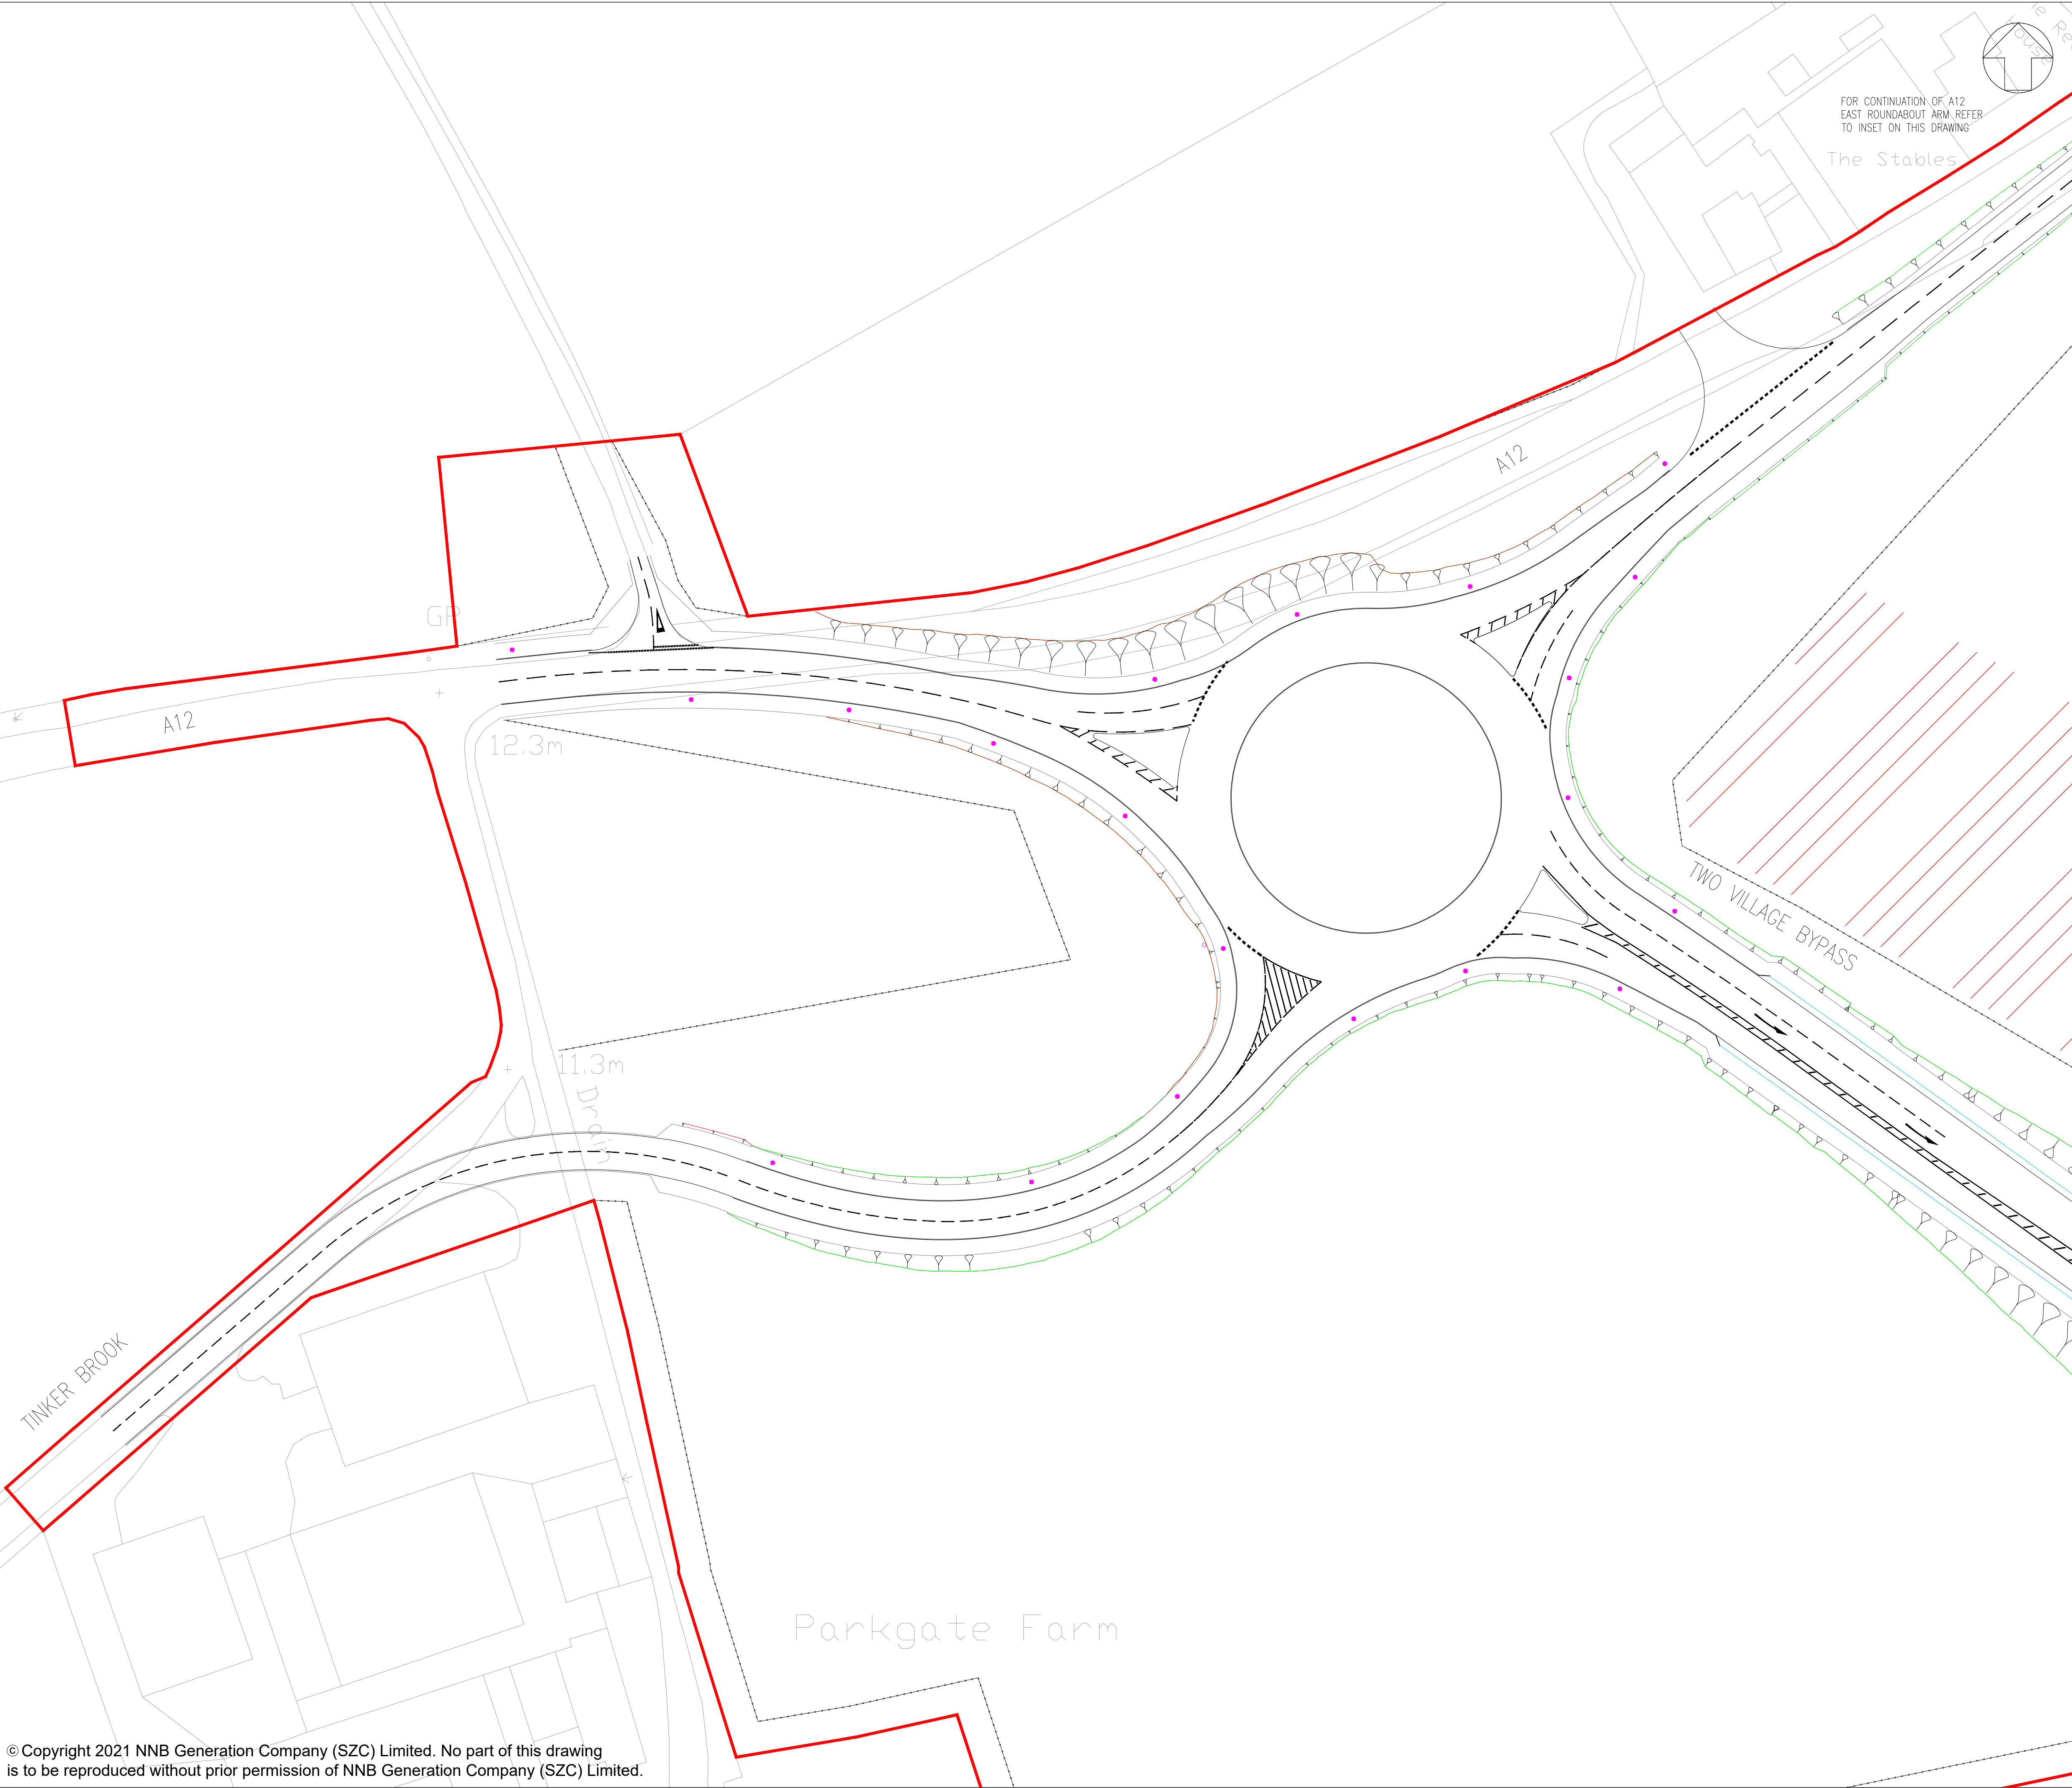 FOR CONTINUATION OF A12
EAST ROUNDABOUT ARM REFER
TO INSET ON THIS DRAWING
The Stables
A12
GP
A12
12.3m
TWO VILLAGE BYPASS
11.3m
Drain
TINKER BROOK
Parkgate Farm
© Copyright 2021 NNB Generation Company (SZC) Limited. No part of this drawing
is to be reproduced without prior permission of NNB Generation Company (SZC) Limited.